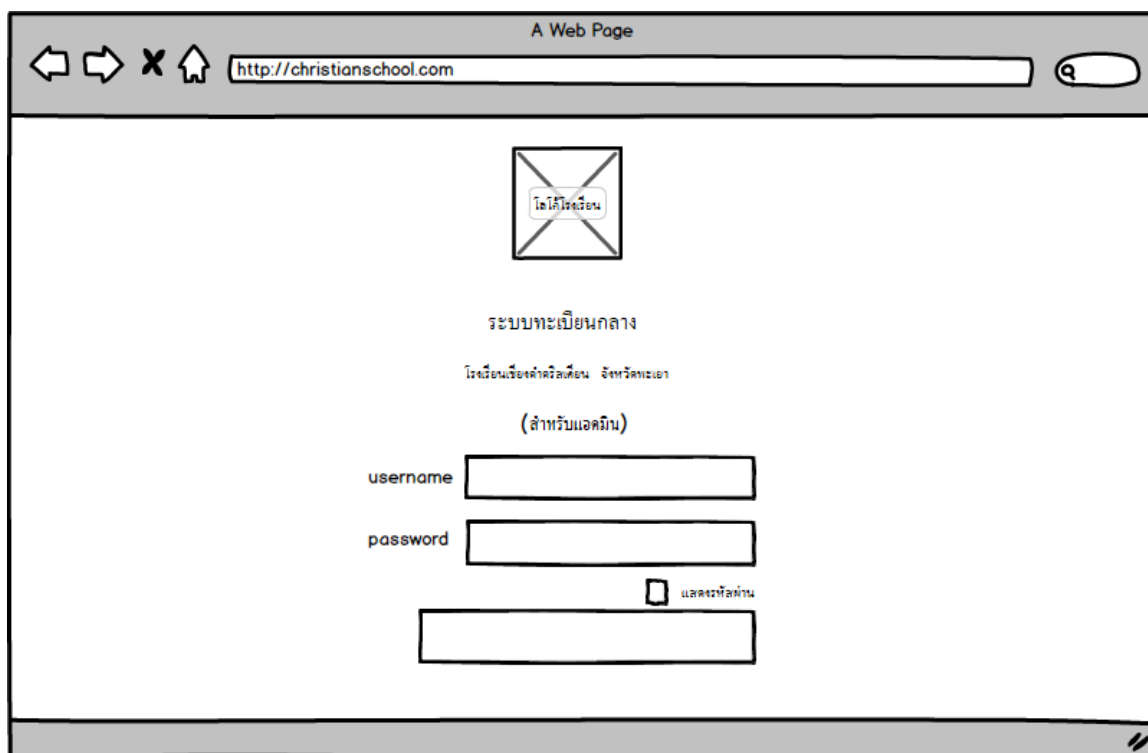 A Web Page
http://christianschool.com
โลโก้โรงเรียน
ระบบทะเบียนกลาง
โรงเรียนเชียงคำคริสเตียน จังหวัดพะเยา
(สำหรับแอดมิน)
username
password
แสดงรหัสผ่าน